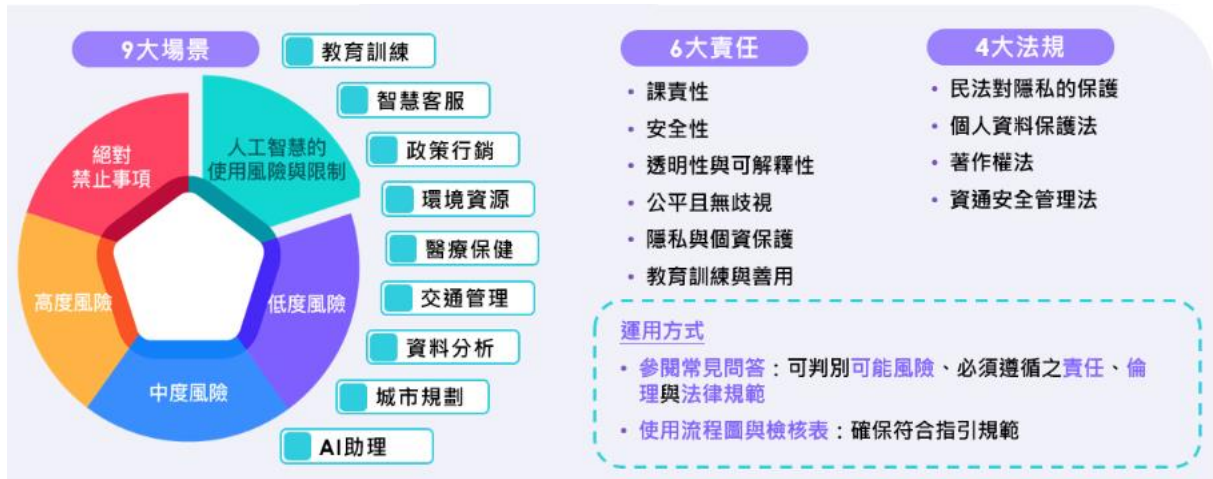 9大場景
教育訓練
智慧客服
政策行銷
環境資源
醫療保健
交通管理
資料分析
城市規劃
AI助理
人工智慧的
使用風險與限制
絕對
禁止事項
高度風險
低度風險
中度風險
6大責任
• 課責性
• 安全性
• 透明性與可解釋性
• 公平且無歧視
• 隱私與個資保護
• 教育訓練與善用
4大法規
• 民法對隱私的保護
• 個人資料保護法
• 著作權法
• 資通安全管理法
運用方式
• 參閱常見問答：可判別可能風險、必須遵循之責任、倫
理與法律規範
• 使用流程圖與檢核表：確保符合指引規範